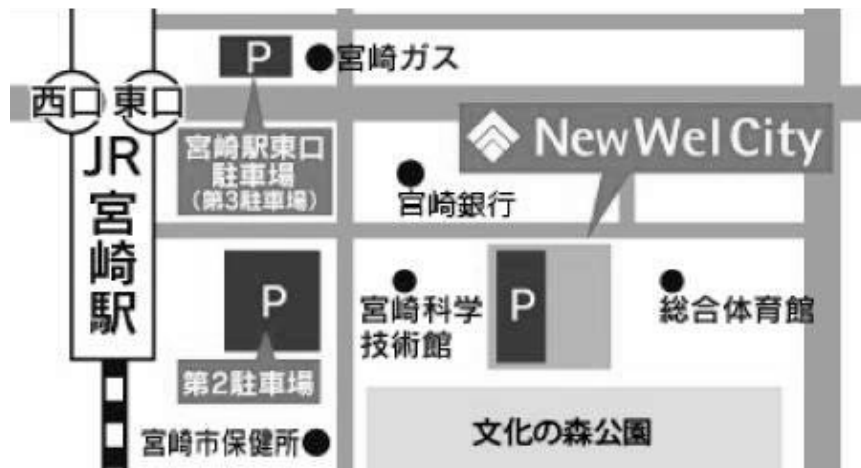 P
宮崎ガス
西口
東口
JR
宮崎駅
宮崎駅東口
駐車場
(第3駐車場)
New Wel City
宮崎銀行
P
第2駐車場
宮崎科学
技術館
P
総合体育館
宮崎市保健所
文化の森公園